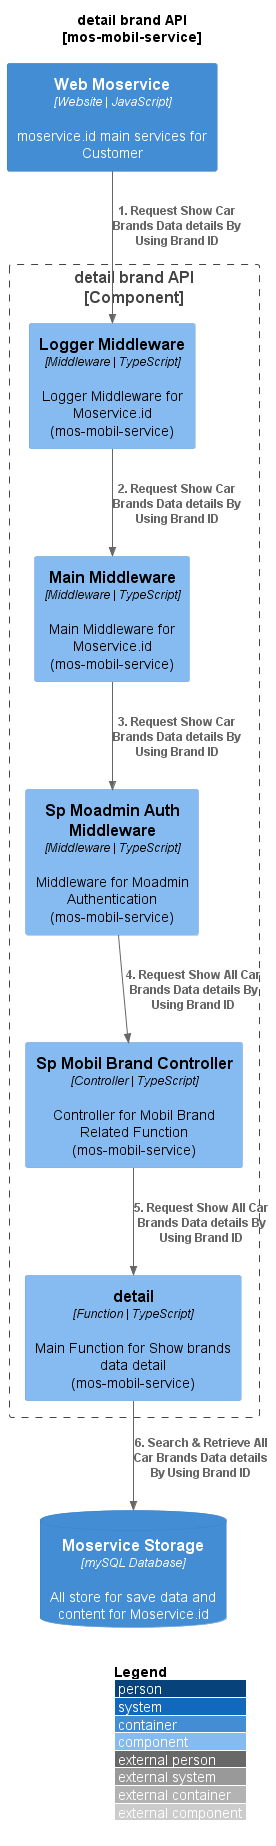 detail brand API
[mos-mobil-service]
Web Moservice
[Website | JavaScript]
moservice.id main services for
Customer
1. Request Show Car
Brands Data details By
Using Brand ID
detail brand API
[Component]
Logger Middleware
[Middleware | TypeScript]
Logger Middleware for
Moservice.id
(mos-mobil-service)
2. Request Show Car
Brands Data details By
Using Brand ID
Main Middleware
[Middleware | TypeScript]
Main Middleware for
Moservice.id
(mos-mobil-service)
3. Request Show Car
Brands Data details By
Using Brand ID
Sp Moadmin Auth
Middleware
[Middleware | TypeScript]
Middleware for Moadmin
Authentication
(mos-mobil-service)
4. Request Show All Car
Brands Data details By
Using Brand ID
Sp Mobil Brand Controller
[Controller | TypeScript]
Controller for Mobil Brand
Related Function
(mos-mobil-service)
5. Request Show All Car
Brands Data details By
Using Brand ID
detail
[Function | TypeScript]
Main Function for Show brands
data detail
(mos-mobil-service)
6. Search & Retrieve All
Car Brands Data details
By Using Brand ID
Moservice Storage
[mySQL Database]
All store for save data and
content for Moservice.id
Legend
person
system
container
component
external person
external system
external container
external component